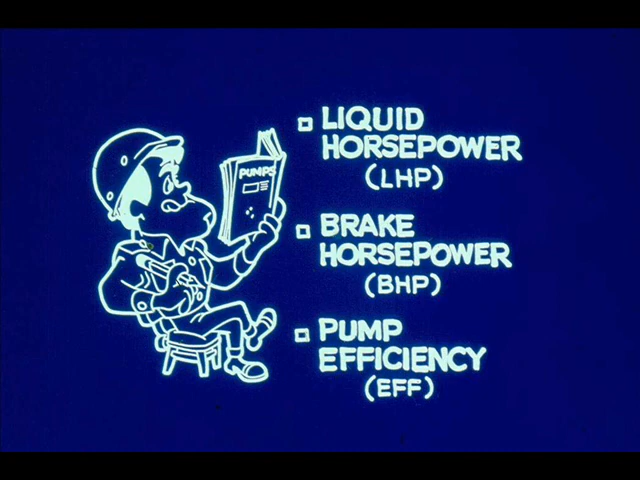 PUMPS
LIQUID
HORSEPOWER
(LHP)
BRAKE
HORSEPOWER
(BHP)
PUMP
EFFICIENCY
(EFF)